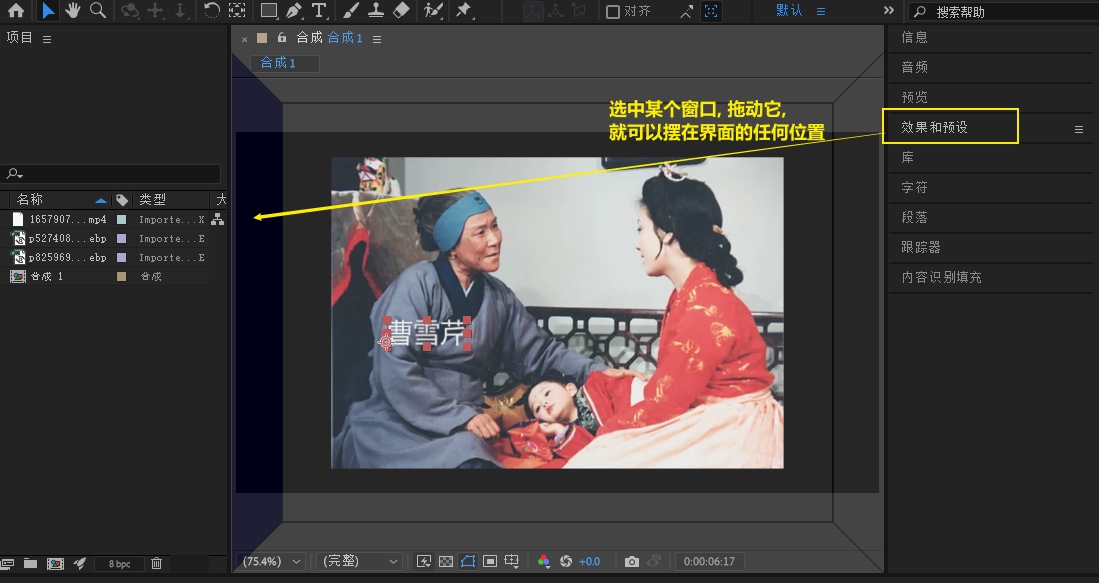 对齐
默认
搜索帮助
项目
合成 合成 1
合成 1
信息
音频
预览
效果和预设
库
字符
段落
跟踪器
内容识别填充
选中某个窗口, 拖动它,
就可以摆在界面的任何位置
名称 类型 大
1657907...mp4 Importe...X
p527408...ebp Importe...E
p825969...ebp Importe...E
合成 1 合成
曹雪芹
8 bpc
(75.4%) (完整) +0.0 0:00:06:17